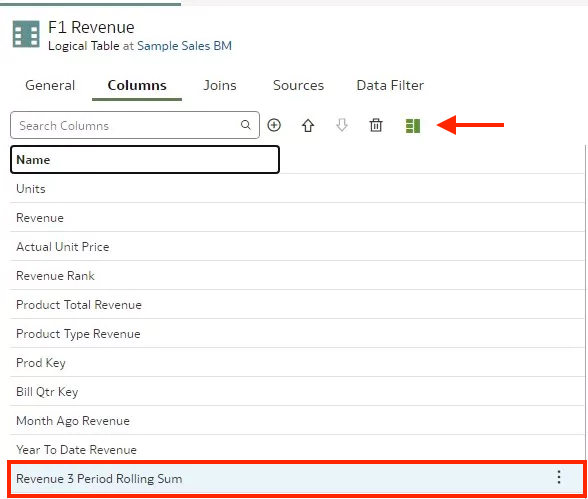 F1 Revenue
Logical Table at Sample Sales BM
General Columns Joins Sources Data Filter
Search Columns
Name
Units
Revenue
Actual Unit Price
Revenue Rank
Product Total Revenue
Product Type Revenue
Prod Key
Bill Qtr Key
Month Ago Revenue
Year To Date Revenue
Revenue 3 Period Rolling Sum